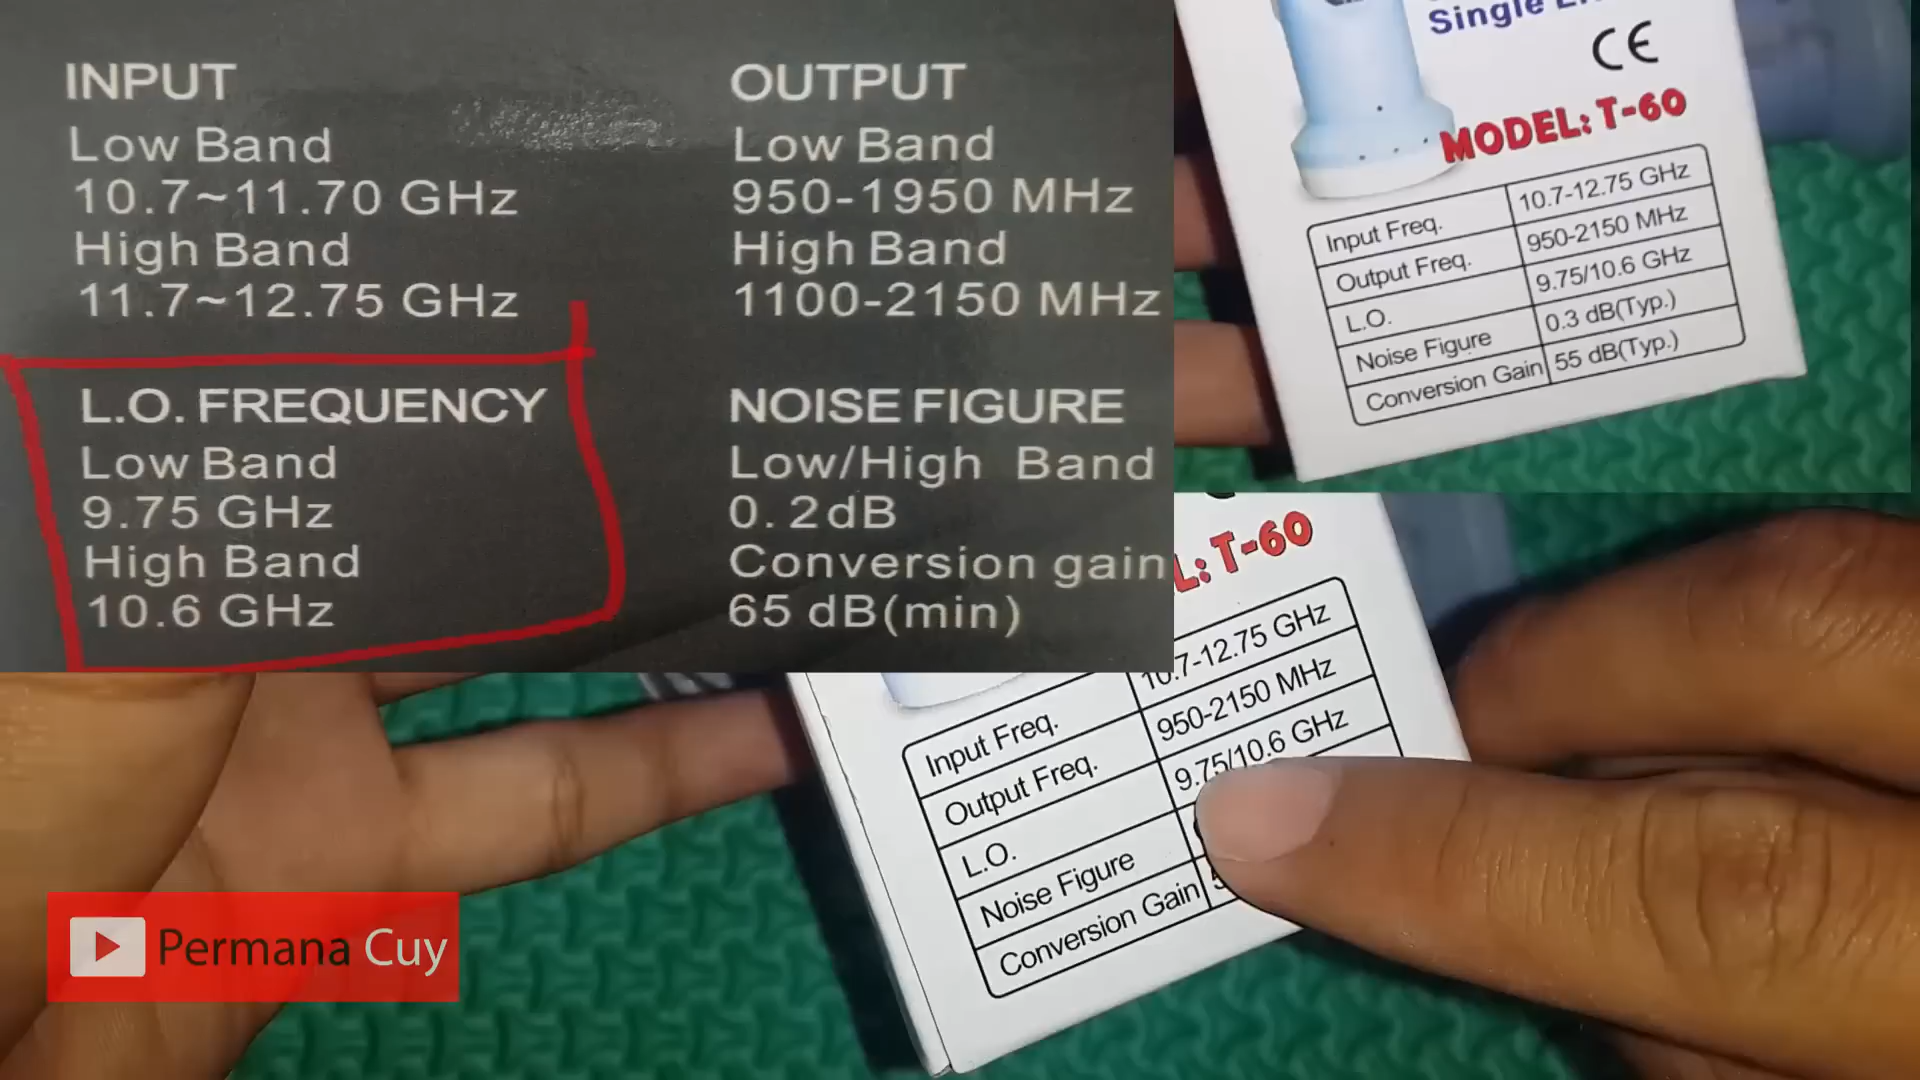 INPUT
Low Band
10.7~11.70 GHz
High Band
11.7~12.75 GHz
OUTPUT
Low Band
950-1950 MHz
High Band
1100-2150 MHz
L.O. FREQUENCY
Low Band
9.75 GHz
High Band
10.6 GHz
NOISE FIGURE
Low/High Band
0.2dB
Conversion gain
65 dB(min)
Single
CE
MODEL: T-60
Input Freq. 10.7-12.75 GHz
Output Freq. 950-2150 MHz
L.O. 9.75/10.6 GHz
Noise Figure 0.3 dB(Typ.)
Conversion Gain 55 dB(Typ.)
L: T-60
Input Freq. 10.7-12.75 GHz
Output Freq. 950-2150 MHz
L.O. 9.75/10.6 GHz
Noise Figure
Conversion Gain
Permana Cuy